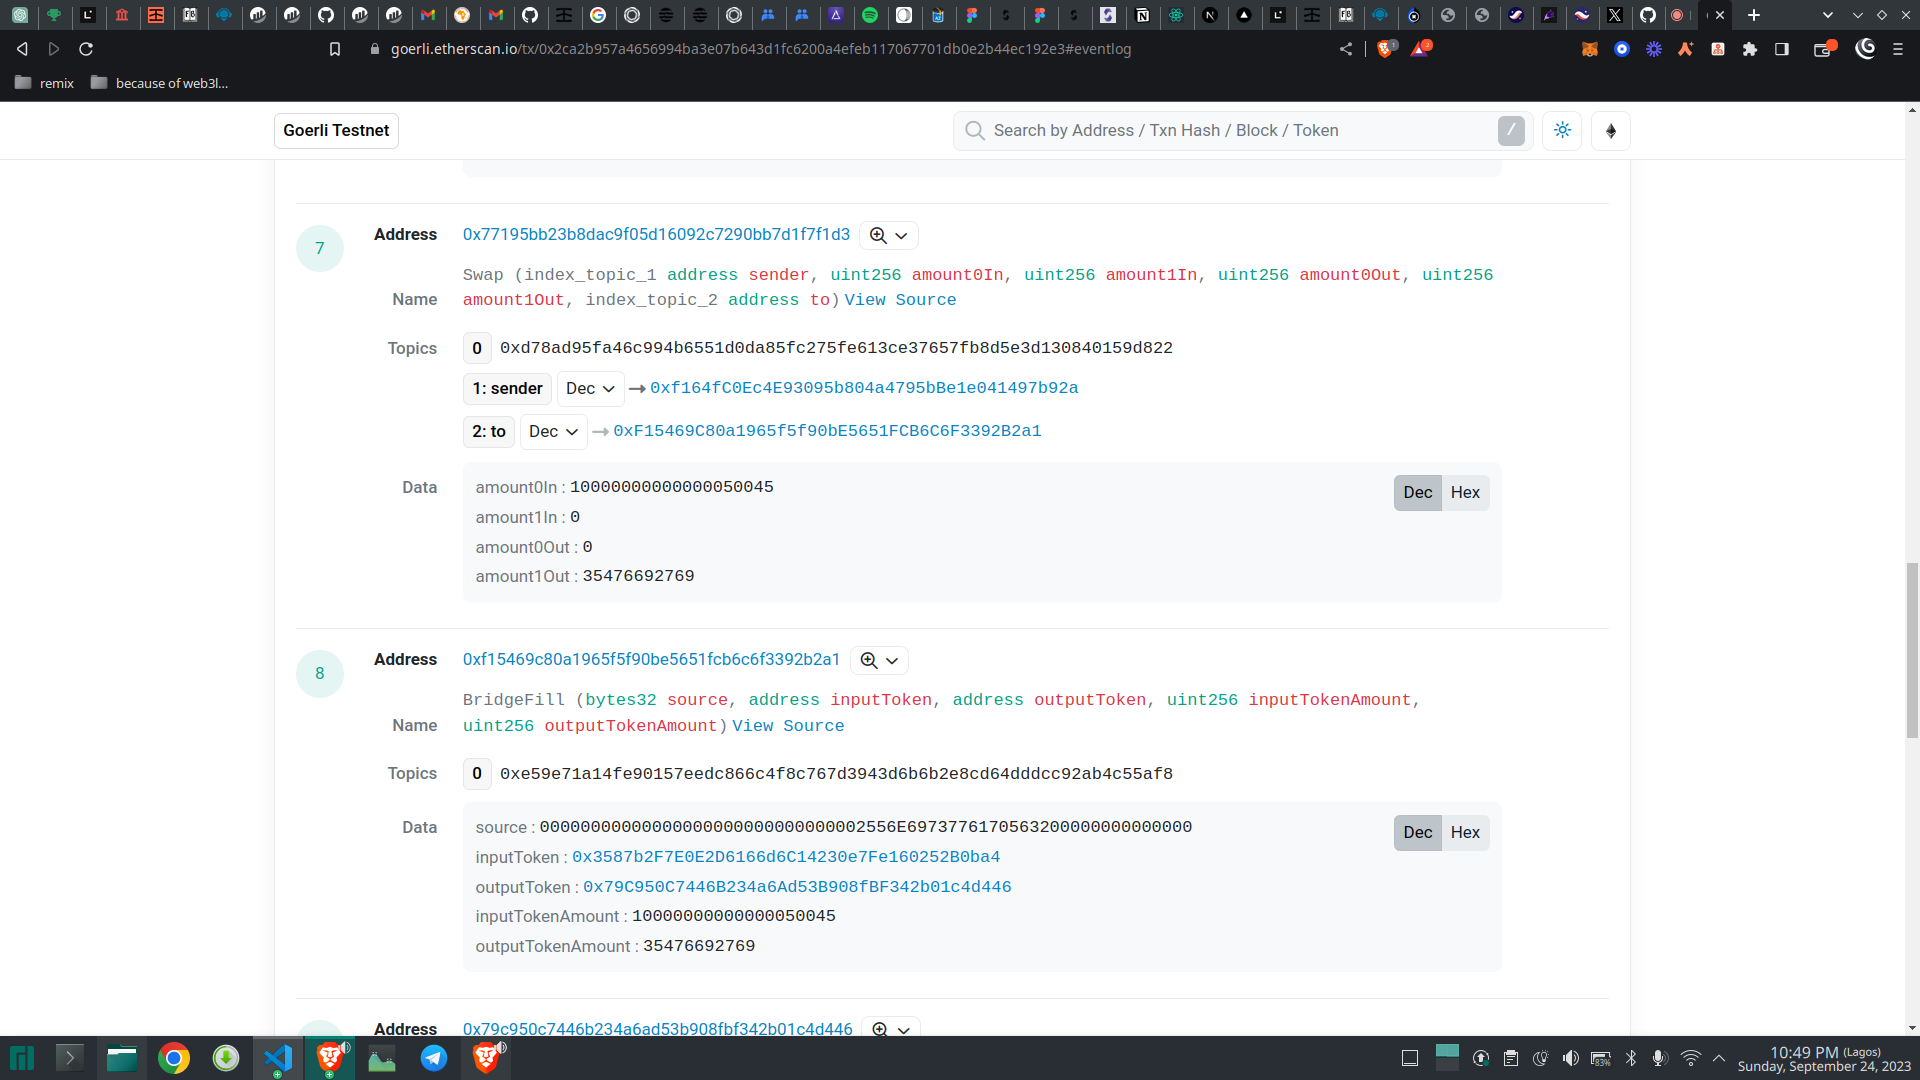 goerli.etherscan.io/tx/0x2ca2b957a4656994ba3e07b643d1fc6200a4efeb117067701db0e2b44ec192e3#eventlog
remix
because of web3l...
Goerli Testnet
Search by Address / Txn Hash / Block / Token
/
7
Address
0x77195bb23b8dac9f05d16092c7290bb7d1f7f1d3
Name
Swap (index_topic_1 address sender, uint256 amount0In, uint256 amount1In, uint256 amount0Out, uint256
amount1Out, index_topic_2 address to) View Source
Topics
0 0xd78ad95fa46c994b6551d0da85fc275fe613ce37657fb8d5e3d130840159d822
1: sender Dec → 0xf164fC0Ec4E93095b804a4795bBe1e041497b92a
2: to Dec → 0xF15469C80a1965f5f90bE5651FCB6C6F3392B2a1
Data
amount0In : 10000000000000050045
amount1In : 0
amount0Out : 0
amount1Out : 35476692769
Dec Hex
8
Address
0xf15469c80a1965f5f90be5651fcb6c6f3392b2a1
Name
BridgeFill (bytes32 source, address inputToken, address outputToken, uint256 inputTokenAmount,
uint256 outputTokenAmount) View Source
Topics
0 0xe59e71a14fe90157eedc866c4f8c767d3943d6b6b2e8cd64dddcc92ab4c55af8
Data
source : 0000000000000000000000000000002556E69737761705632000000000000
inputToken : 0x3587b2F7E0E2D6166d6C14230e7Fe160252B0ba4
outputToken : 0x79C950C7446B234a6Ad53B908fBF342b01c4d446
inputTokenAmount : 10000000000000050045
outputTokenAmount : 35476692769
Dec Hex
Address
0x79c950c7446b234a6ad53b908fbf342b01c4d446
83%
10:49 PM (Lagos)
Sunday, September 24, 2023